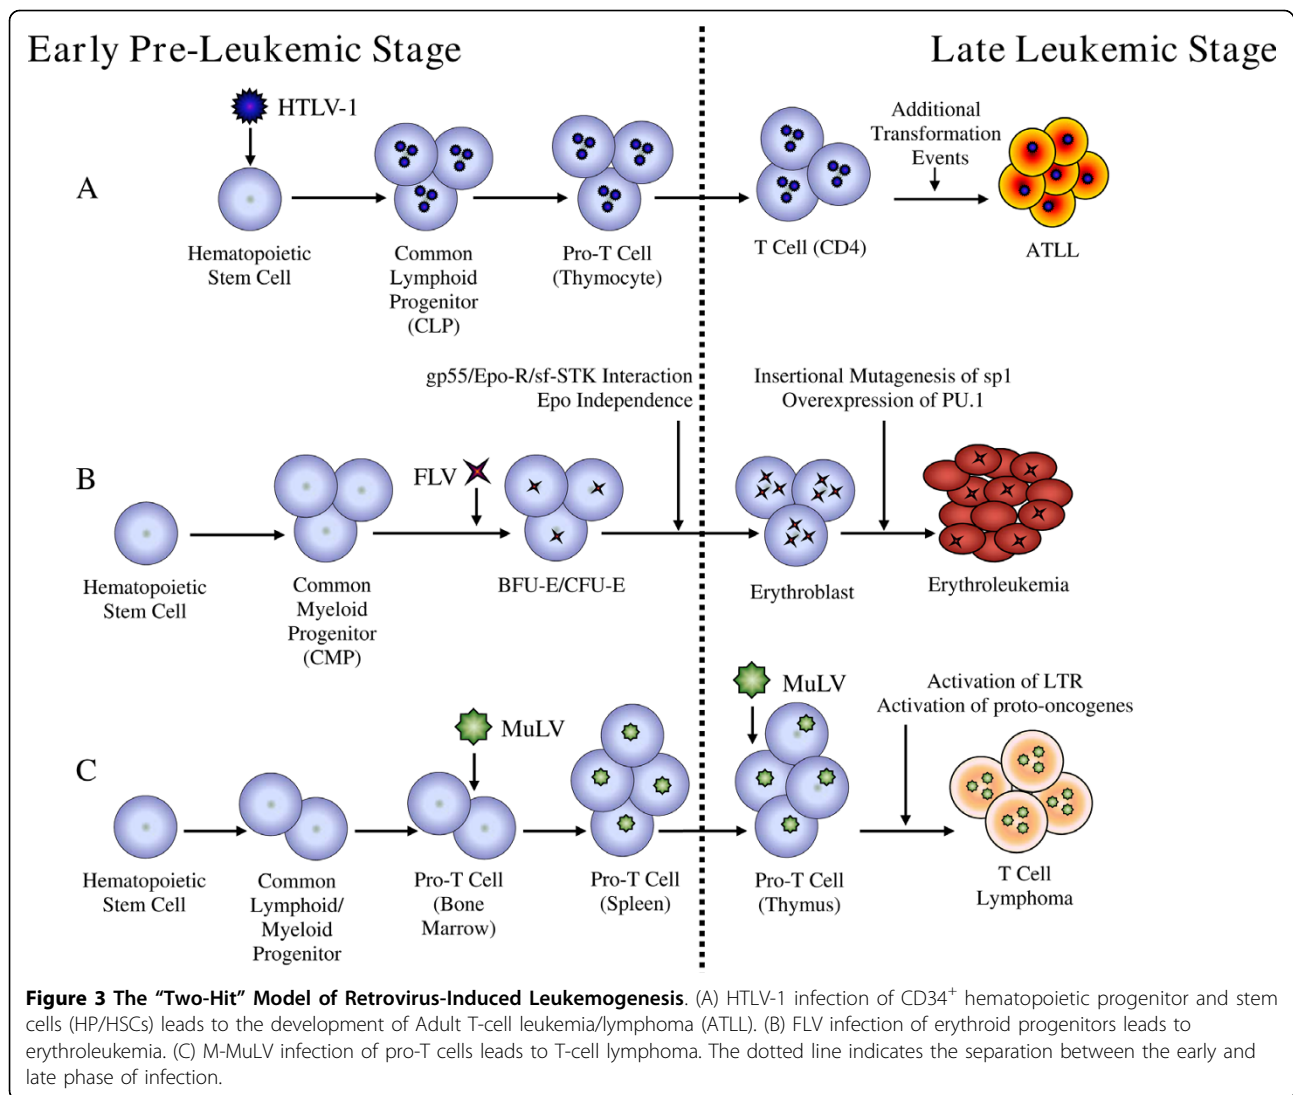 Early Pre-Leukemic Stage
Late Leukemic Stage
HTLV-1
Additional
Transformation
Events
A
Hematopoietic
Stem Cell
Common
Lymphoid
Progenitor
(CLP)
Pro-T Cell
(Thymocyte)
T Cell (CD4)
ATLL
gp55/Epo-R/sf-STK Interaction
Epo Independence
Insertional Mutagenesis of sp1
Overexpression of PU.1
B
FLV
Hematopoietic
Stem Cell
Common
Myeloid
Progenitor
(CMP)
BFU-E/CFU-E
Erythroblast
Erythroleukemia
MuLV
MuLV
Activation of LTR
Activation of proto-oncogenes
C
Hematopoietic
Stem Cell
Common
Lymphoid/
Myeloid
Progenitor
Pro-T Cell
(Bone
Marrow)
Pro-T Cell
(Spleen)
Pro-T Cell
(Thymus)
T Cell
Lymphoma
Figure 3 The “Two-Hit” Model of Retrovirus-Induced Leukemogenesis. (A) HTLV-1 infection of CD34+ hematopoietic progenitor and stem
cells (HP/HSCs) leads to the development of Adult T-cell leukemia/lymphoma (ATLL). (B) FLV infection of erythroid progenitors leads to
erythroleukemia. (C) M-MuLV infection of pro-T cells leads to T-cell lymphoma. The dotted line indicates the separation between the early and
late phase of infection.